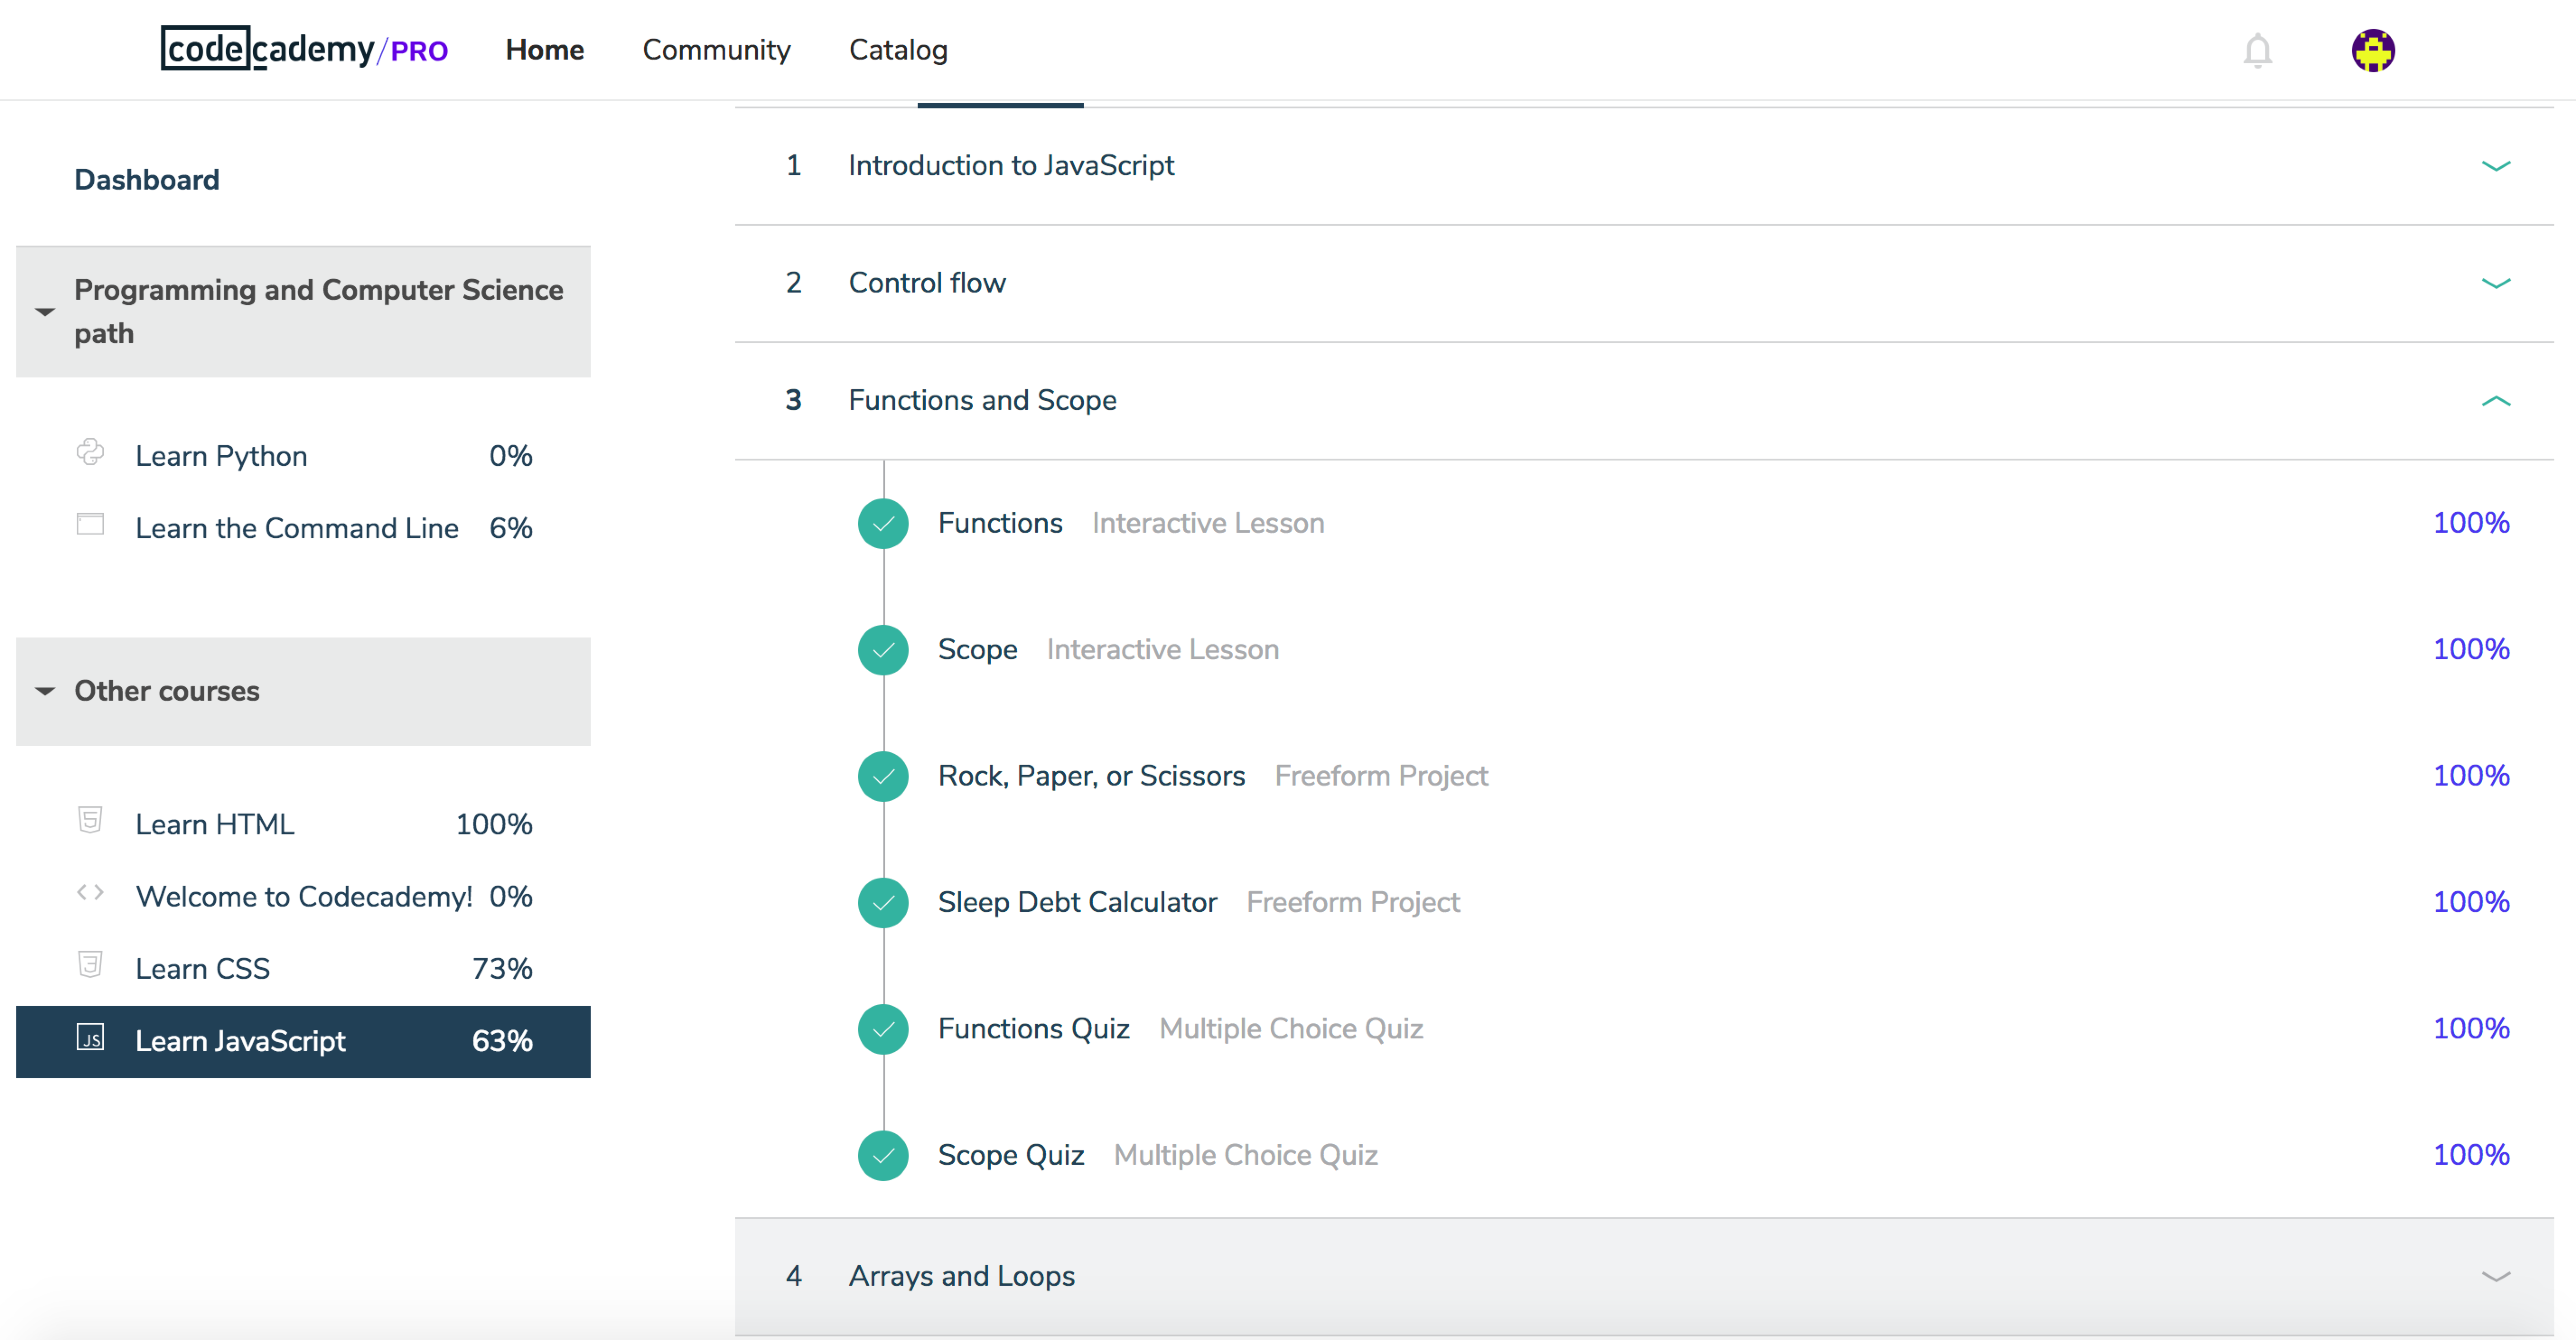 codecademy/PRO Home Community Catalog
Dashboard
Programming and Computer Science
path
Learn Python 0%
Learn the Command Line 6%
Other courses
Learn HTML 100%
Welcome to Codecademy! 0%
Learn CSS 73%
JS Learn JavaScript 63%
1 Introduction to JavaScript
2 Control flow
3 Functions and Scope
Functions Interactive Lesson 100%
Scope Interactive Lesson 100%
Rock, Paper, or Scissors Freeform Project 100%
Sleep Debt Calculator Freeform Project 100%
Functions Quiz Multiple Choice Quiz 100%
Scope Quiz Multiple Choice Quiz 100%
4 Arrays and Loops